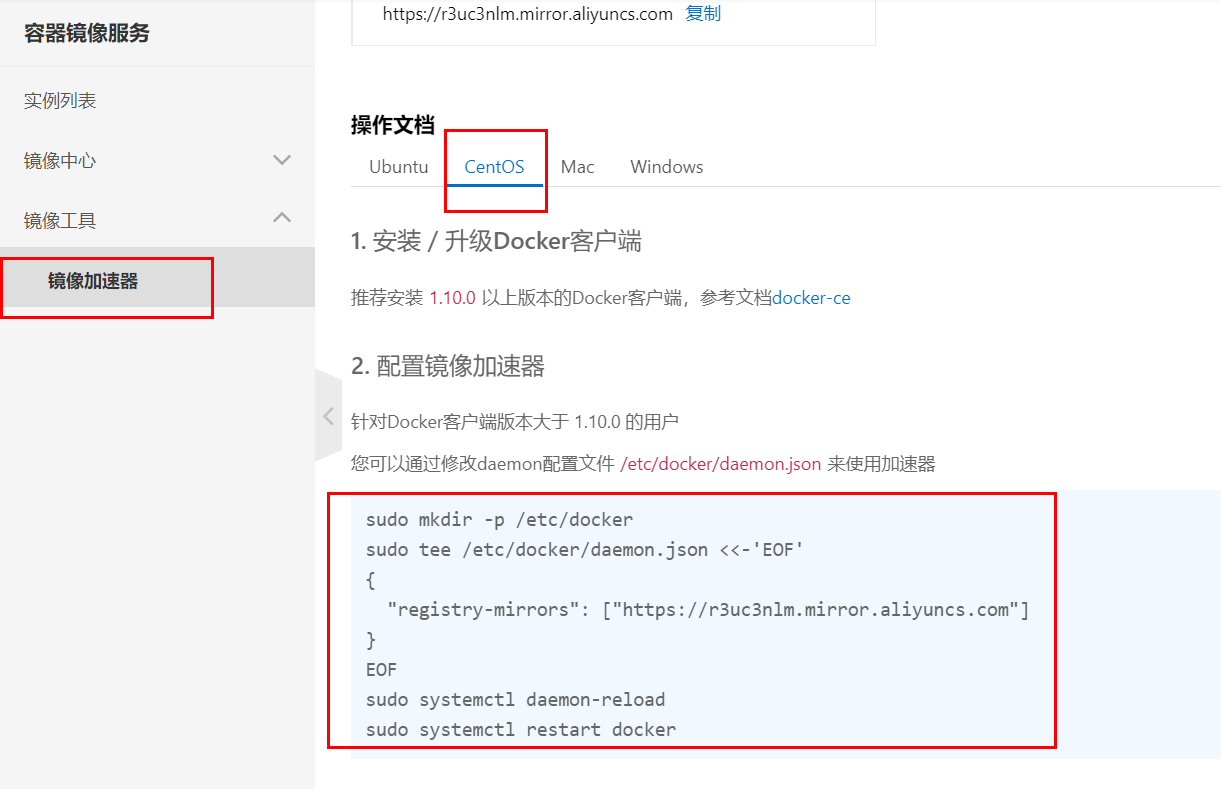 容器镜像服务
实例列表
镜像中心
镜像工具
镜像加速器
https://r3uc3nlm.mirror.aliyuncs.com 复制
操作文档
Ubuntu CentOS Mac Windows
1. 安装 / 升级Docker客户端
推荐安装 1.10.0 以上版本的Docker客户端，参考文档docker-ce
2. 配置镜像加速器
针对Docker客户端版本大于 1.10.0 的用户
您可以通过修改daemon配置文件 /etc/docker/daemon.json 来使用加速器
sudo mkdir -p /etc/docker
sudo tee /etc/docker/daemon.json <<-'EOF'
{
  "registry-mirrors": ["https://r3uc3nlm.mirror.aliyuncs.com"]
}
EOF
sudo systemctl daemon-reload
sudo systemctl restart docker